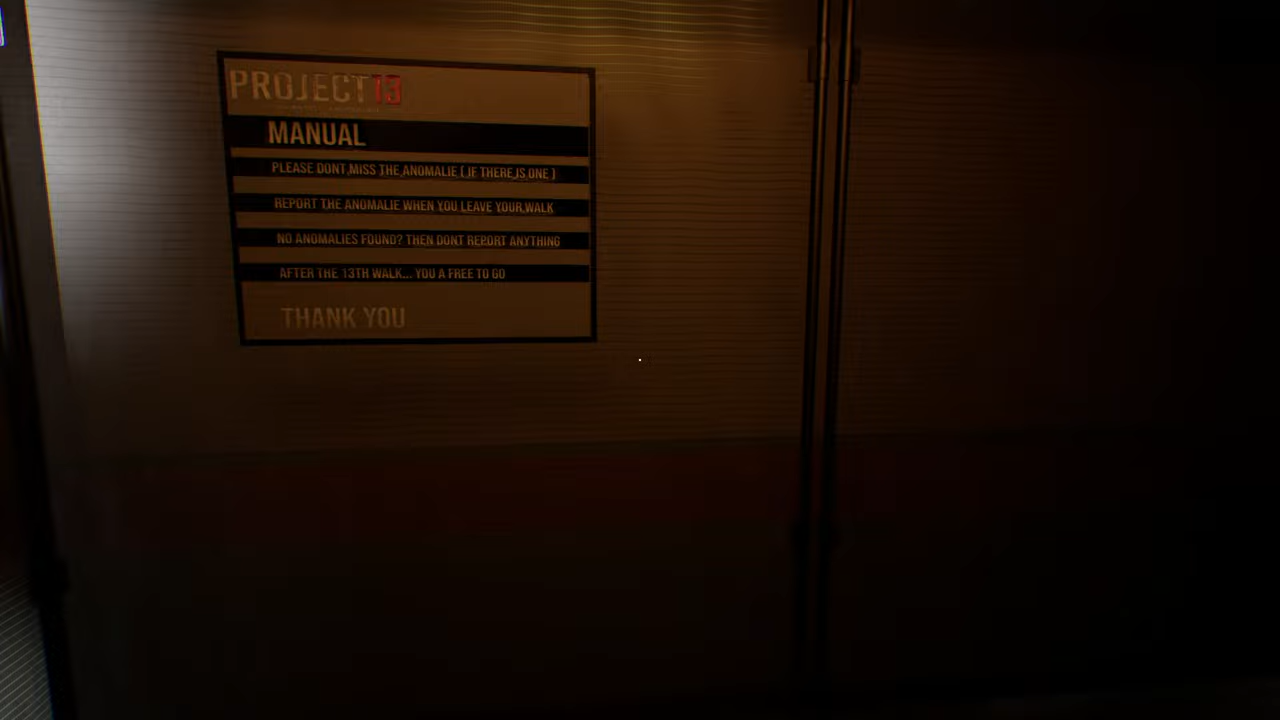 PROJECT13
MANUAL
PLEASE DONT MISS THE ANOMALIE ( IF THERE IS ONE )
REPORT THE ANOMALIE WHEN YOU LEAVE YOUR WALK
NO ANOMALIES FOUND? THEN DONT REPORT ANYTHING
AFTER THE 13TH WALK... YOU A FREE TO GO
THANK YOU